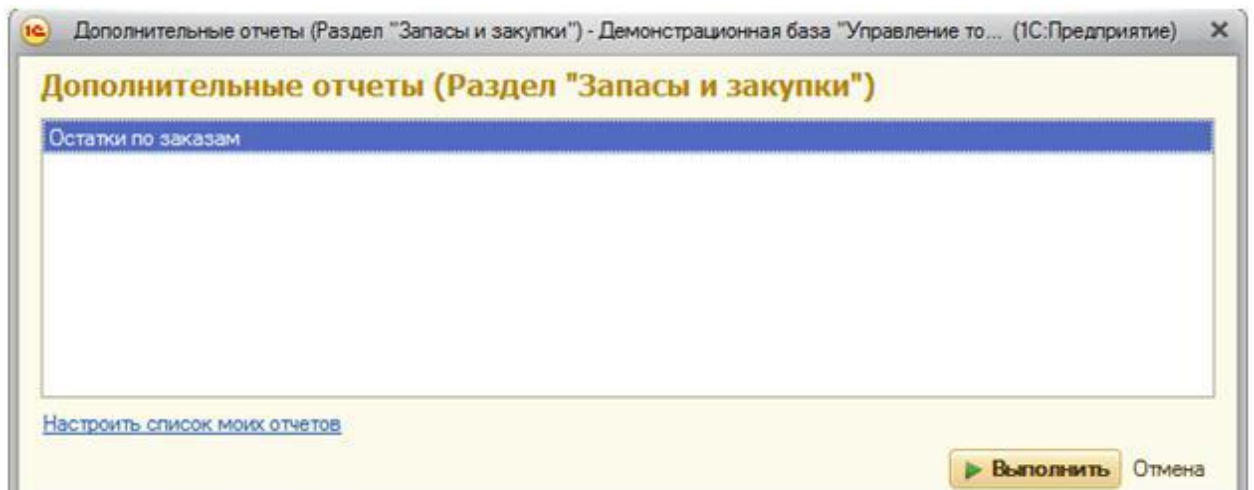 1С Дополнительные отчеты (Раздел "Запасы и закупки") - Демонстрационная база "Управление то... (1С:Предприятие)
Дополнительные отчеты (Раздел "Запасы и закупки")
Остатки по заказам
Настроить список моих отчетов
Выполнить Отмена